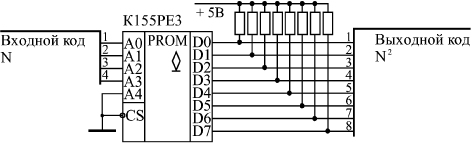 К155РЕ3
+ 5В
Входной код
N
1
2
3
4
A0
A1
A2
A3
A4
CS
PROM
D0
D1
D2
D3
D4
D5
D6
D7
1
2
3
4
5
6
7
8
Выходной код
N²